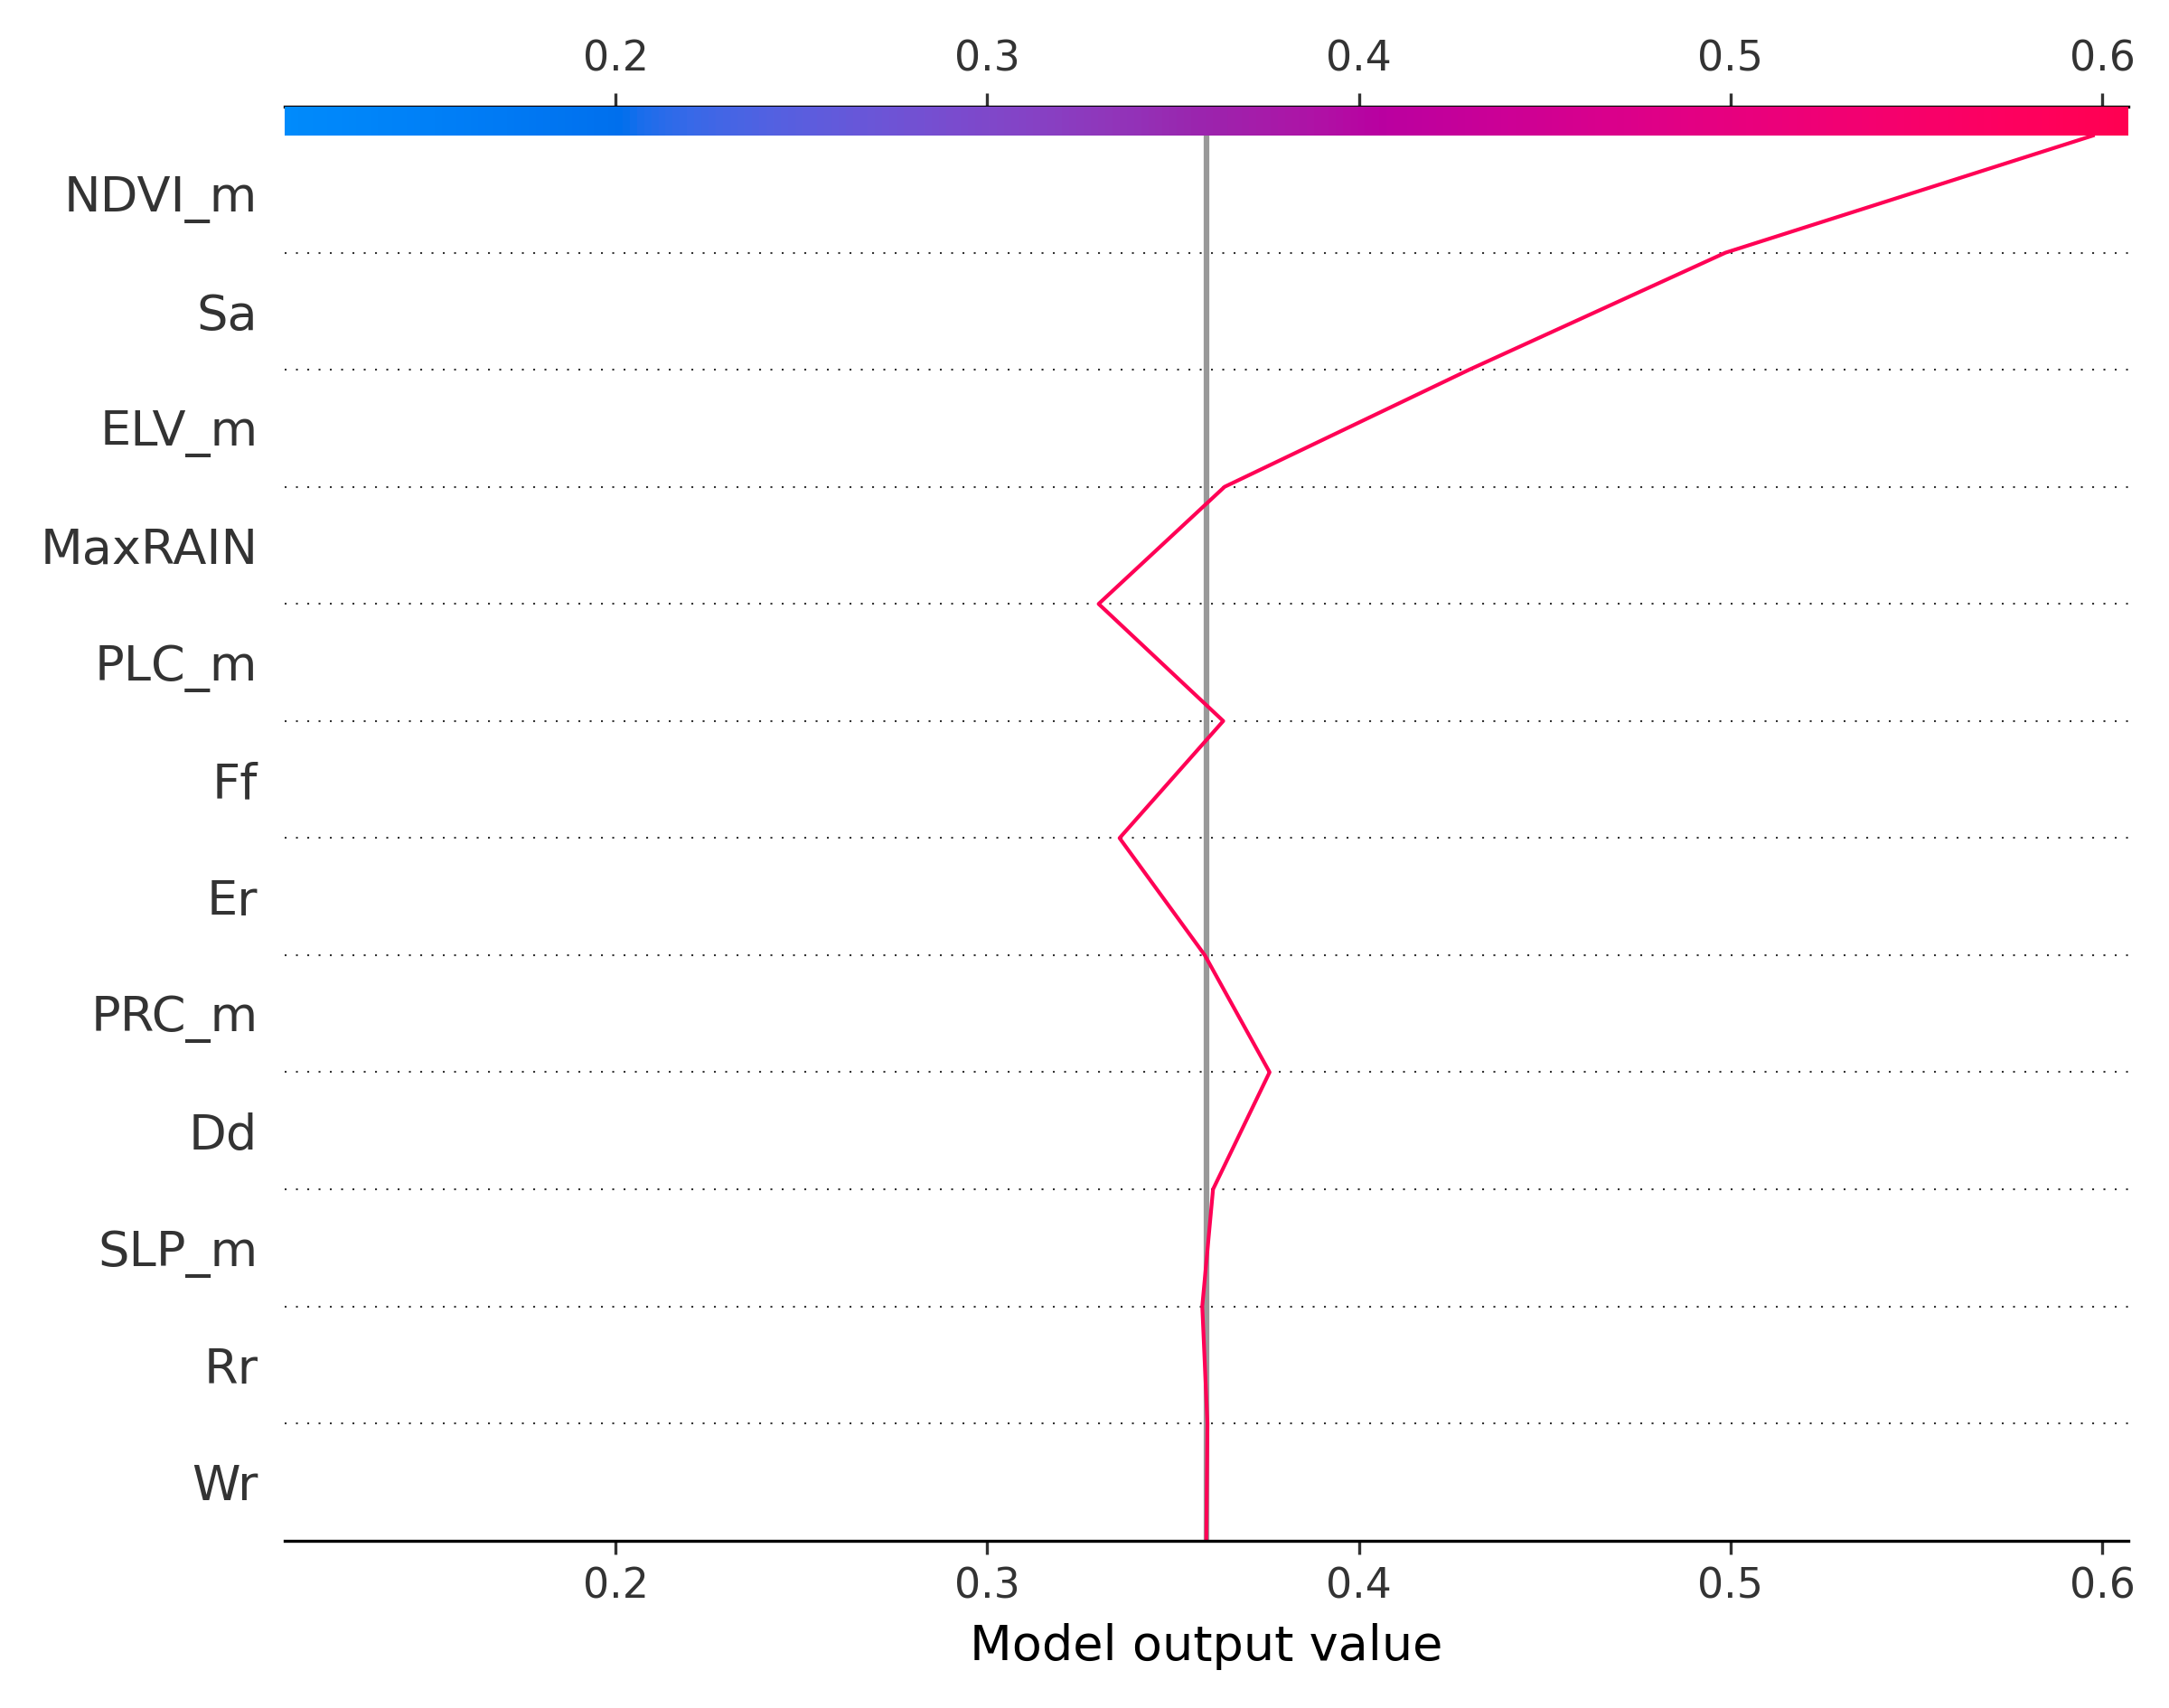 0.2 0.3 0.4 0.5 0.6
NDVI_m
Sa
ELV_m
MaxRAIN
PLC_m
Ff
Er
PRC_m
Dd
SLP_m
Rr
Wr
0.2 0.3 0.4 0.5 0.6
Model output value